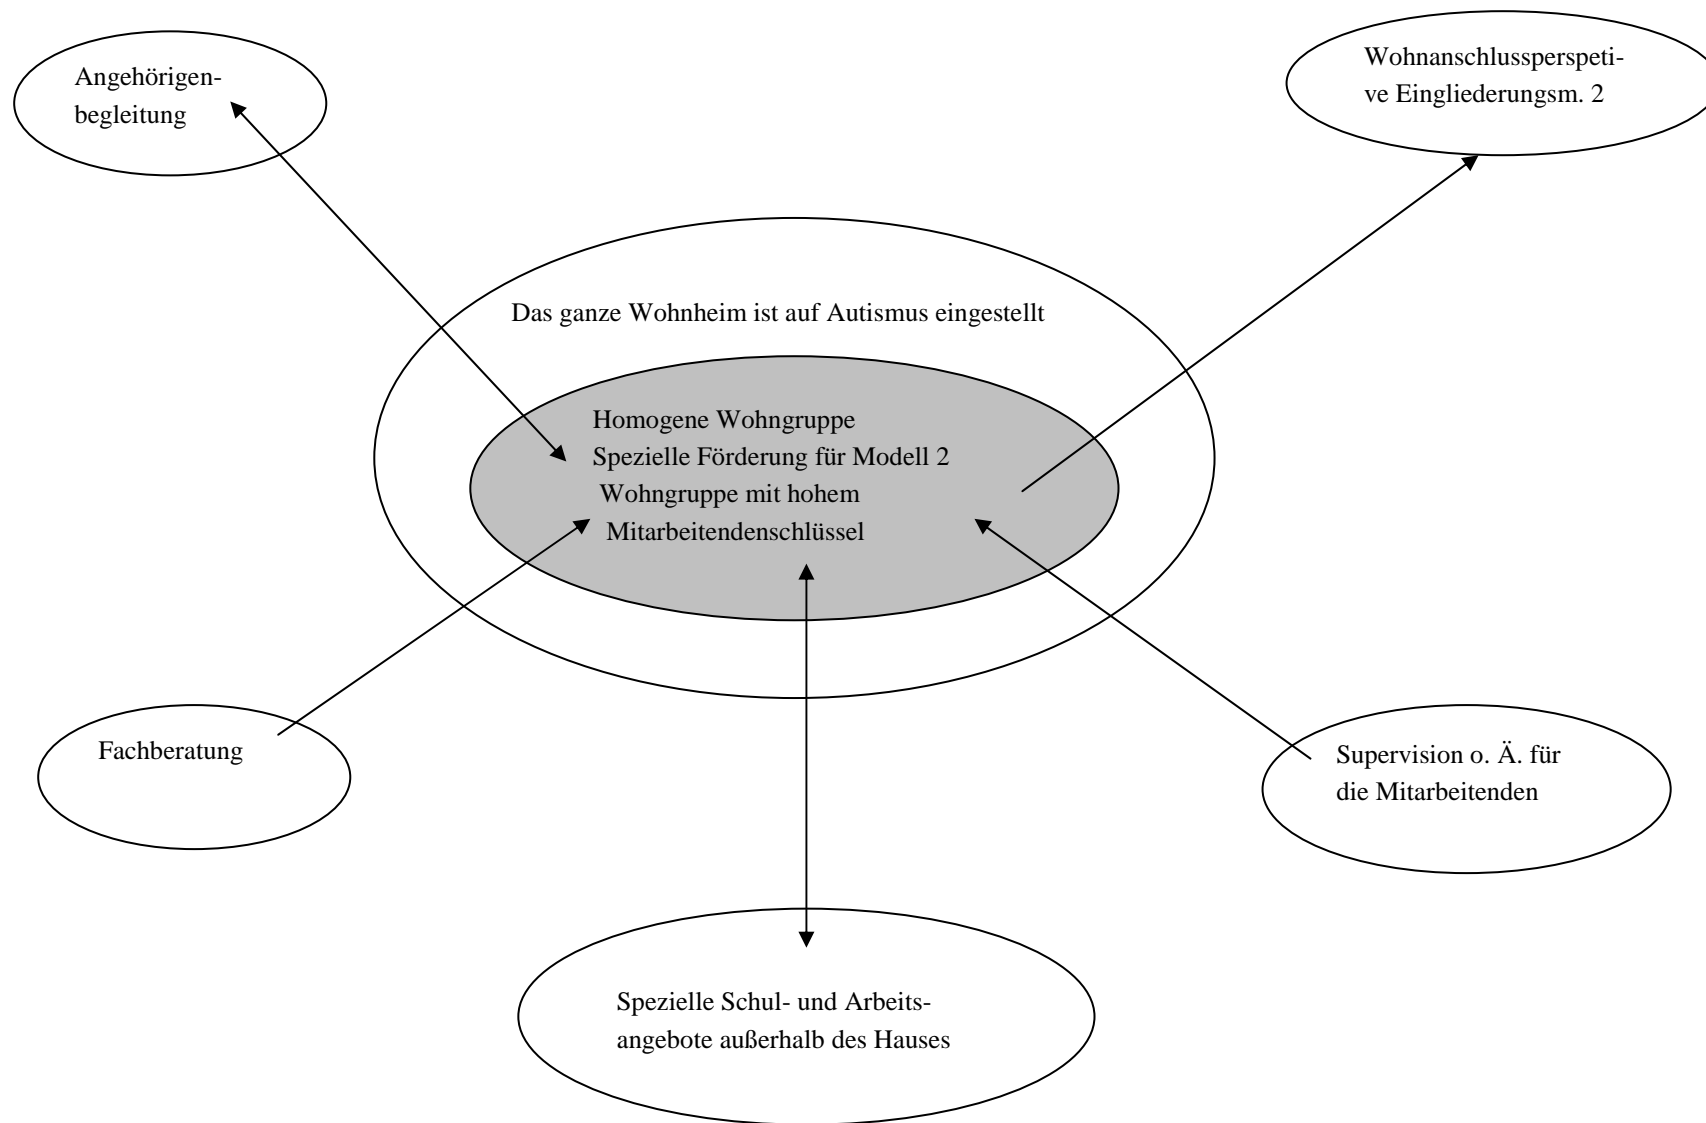 Angehörigen-
begleitung
Wohnanschlussperspeti-
ve Eingliederungsm. 2
Das ganze Wohnheim ist auf Autismus eingestellt
Homogene Wohngruppe
Spezielle Förderung für Modell 2
Wohngruppe mit hohem
Mitarbeitendenschlüssel
Fachberatung
Supervision o. Ä. für
die Mitarbeitenden
Spezielle Schul- und Arbeits-
angebote außerhalb des Hauses